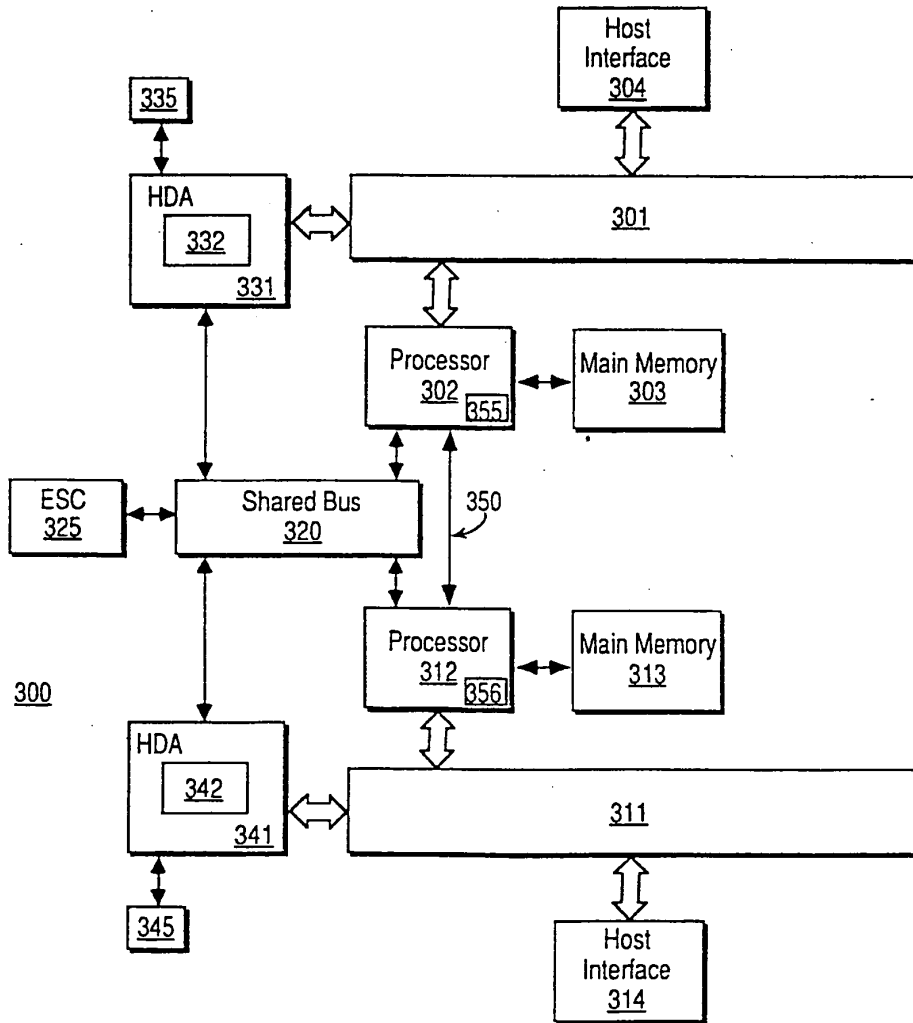 Host
Interface
304
335
HDA
332
331
301
Processor
302
355
Main Memory
303
ESC
325
Shared Bus
320
350
Processor
312
356
Main Memory
313
300
HDA
342
341
311
345
Host
Interface
314